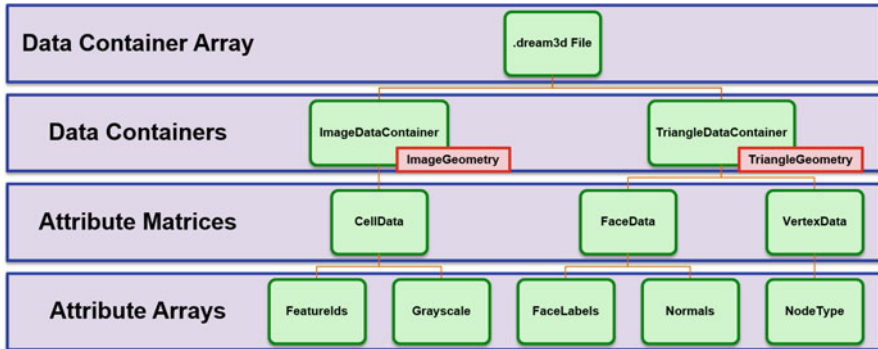 Data Container Array
.dream3d File
Data Containers
ImageDataContainer
ImageGeometry
TriangleDataContainer
TriangleGeometry
Attribute Matrices
CellData
FaceData
VertexData
Attribute Arrays
FeatureIds
Grayscale
FaceLabels
Normals
NodeType